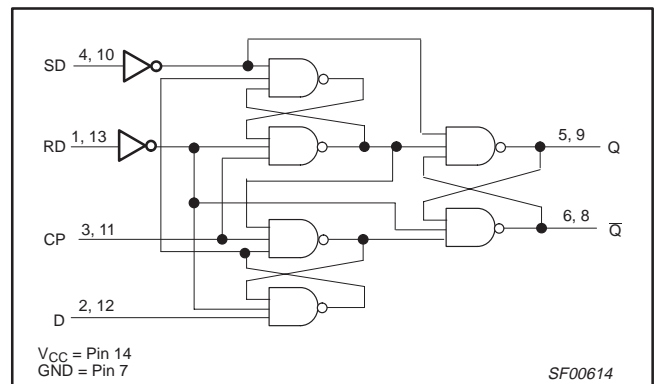 SD 4, 10
RD 1, 13
CP 3, 11
D 2, 12
5, 9 Q
6, 8 Q̅
VCC = Pin 14
GND = Pin 7
SF00614